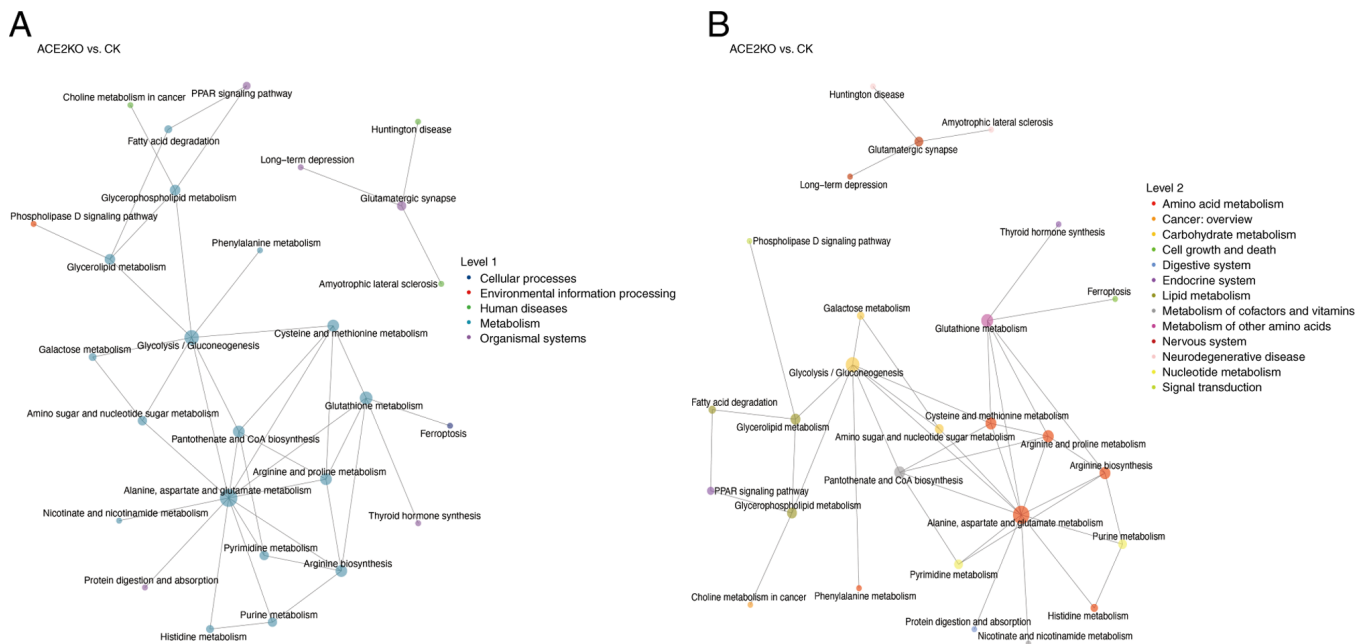 A
ACE2KO vs. CK
PPAR signaling pathway
Choline metabolism in cancer
Huntington disease
Fatty acid degradation
Long−term depression
Glycerophospholipid metabolism
Glutamatergic synapse
Phospholipase D signaling pathway
Phenylalanine metabolism
Glycerolipid metabolism
Amyotrophic lateral sclerosis
Cysteine and methionine metabolism
Glycolysis / Gluconeogenesis
Galactose metabolism
Glutathione metabolism
Amino sugar and nucleotide sugar metabolism
Ferroptosis
Pantothenate and CoA biosynthesis
Arginine and proline metabolism
Alanine, aspartate and glutamate metabolism
Nicotinate and nicotinamide metabolism
Thyroid hormone synthesis
Pyrimidine metabolism
Arginine biosynthesis
Protein digestion and absorption
Purine metabolism
Histidine metabolism
Level 1
Cellular processes
Environmental information processing
Human diseases
Metabolism
Organismal systems
B
ACE2KO vs. CK
Huntington disease
Amyotrophic lateral sclerosis
Glutamatergic synapse
Long−term depression
Thyroid hormone synthesis
Phospholipase D signaling pathway
Ferroptosis
Galactose metabolism
Glutathione metabolism
Glycolysis / Gluconeogenesis
Fatty acid degradation
Cysteine and methionine metabolism
Glycerolipid metabolism
Amino sugar and nucleotide sugar metabolism
Arginine and proline metabolism
Arginine biosynthesis
Pantothenate and CoA biosynthesis
PPAR signaling pathway
Glycerophospholipid metabolism
Alanine, aspartate and glutamate metabolism
Purine metabolism
Pyrimidine metabolism
Choline metabolism in cancer
Phenylalanine metabolism
Histidine metabolism
Protein digestion and absorption
Nicotinate and nicotinamide metabolism
Level 2
Amino acid metabolism
Cancer: overview
Carbohydrate metabolism
Cell growth and death
Digestive system
Endocrine system
Lipid metabolism
Metabolism of cofactors and vitamins
Metabolism of other amino acids
Nervous system
Neurodegenerative disease
Nucleotide metabolism
Signal transduction